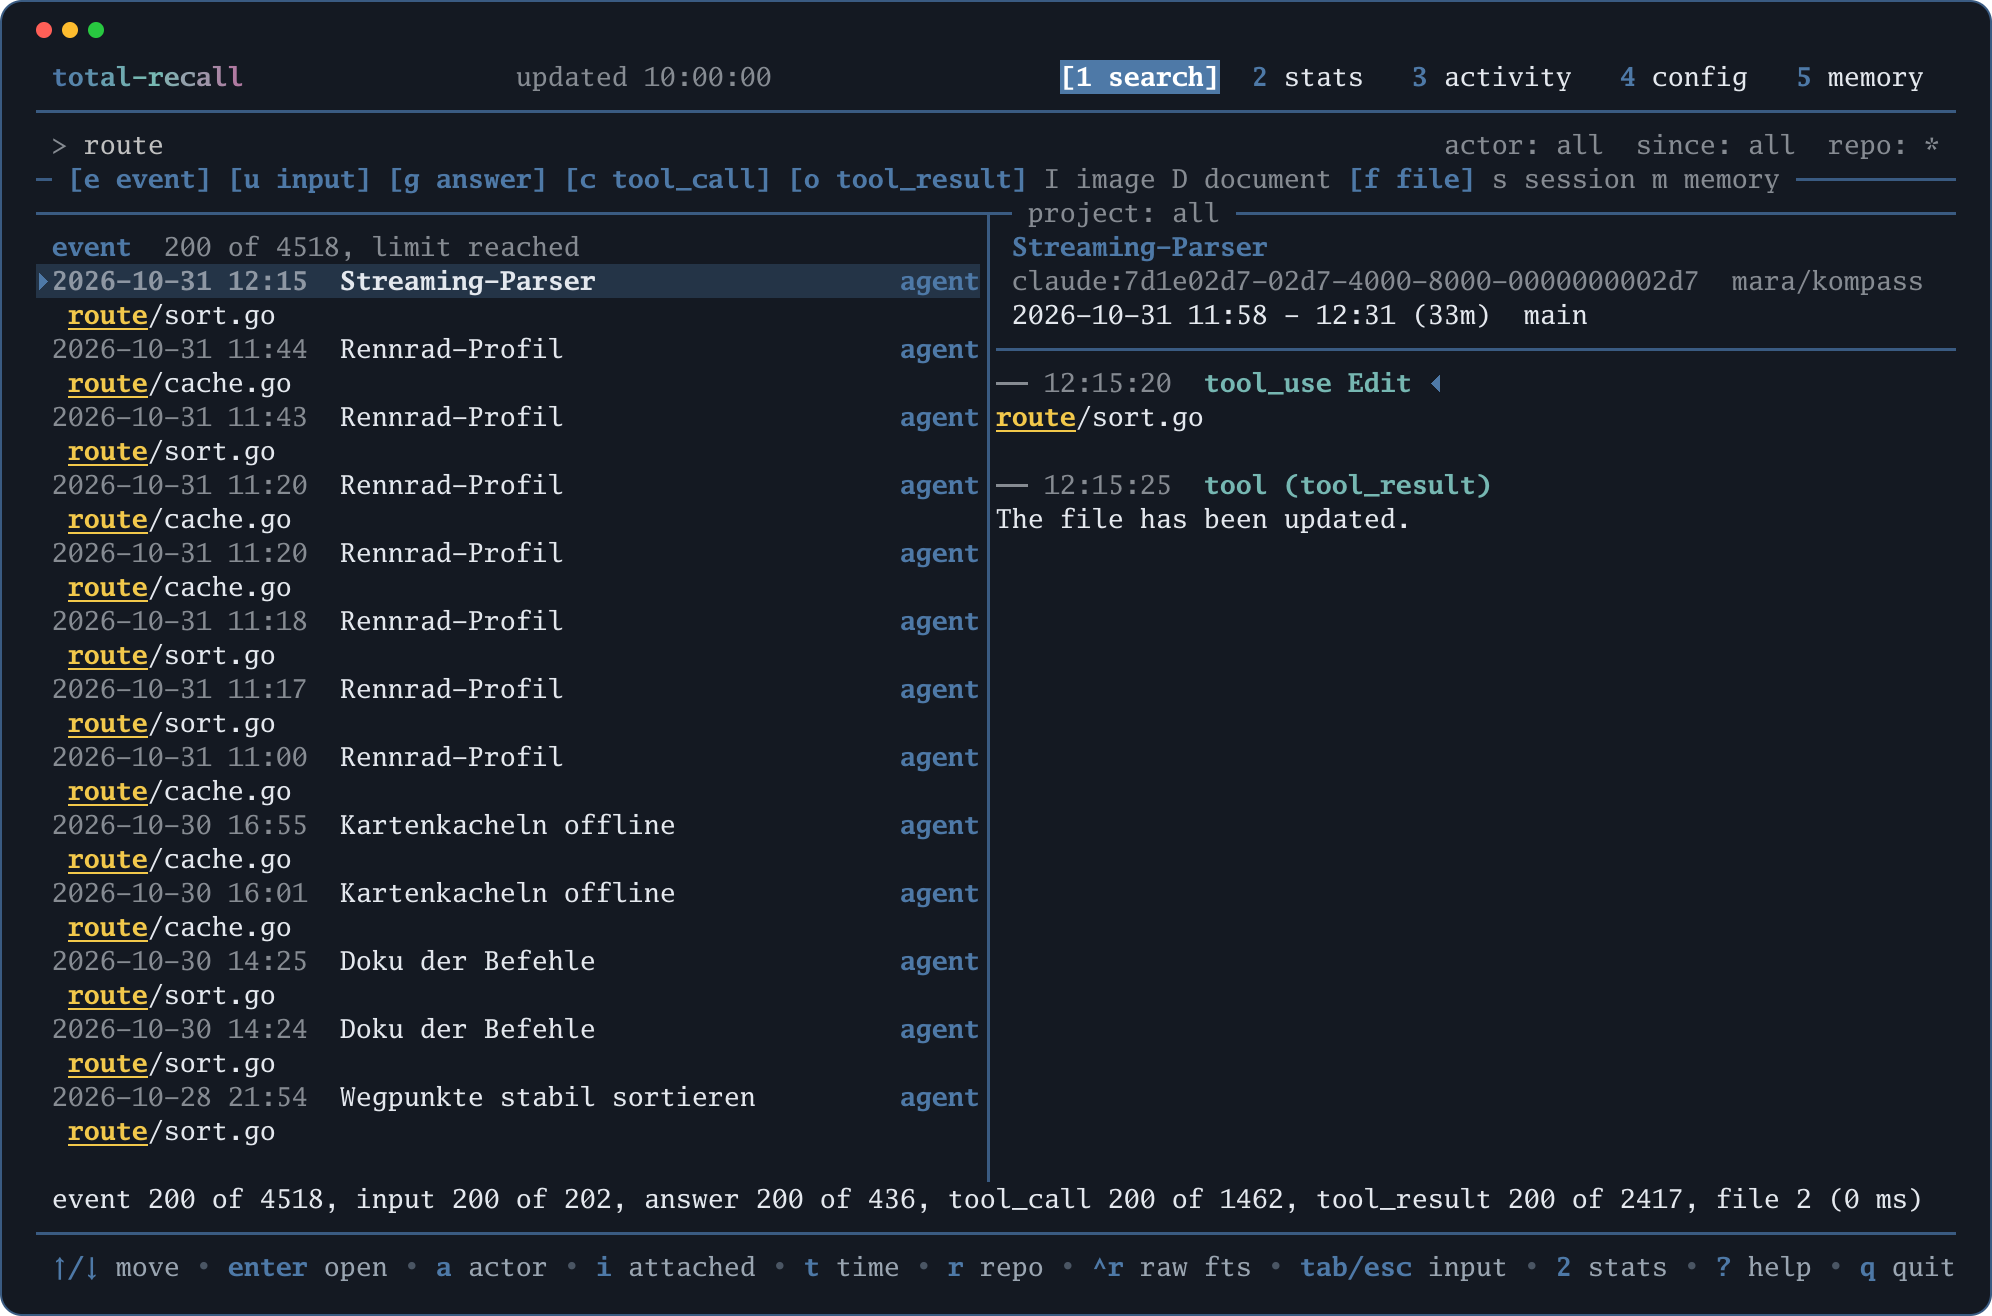 total-recall updated 10:00:00 [1 search] 2 stats 3 activity 4 config 5 memory
> route actor: all since: all repo: *
[e event] [u input] [g answer] [c tool_call] [o tool_result] I image D document [f file] s session m memory
project: all
event 200 of 4518, limit reached
2026-10-31 12:15 Streaming-Parser agent
route/sort.go
2026-10-31 11:44 Rennrad-Profil agent
route/cache.go
2026-10-31 11:43 Rennrad-Profil agent
route/sort.go
2026-10-31 11:20 Rennrad-Profil agent
route/cache.go
2026-10-31 11:20 Rennrad-Profil agent
route/cache.go
2026-10-31 11:18 Rennrad-Profil agent
route/sort.go
2026-10-31 11:17 Rennrad-Profil agent
route/sort.go
2026-10-31 11:00 Rennrad-Profil agent
route/cache.go
2026-10-30 16:55 Kartenkacheln offline agent
route/cache.go
2026-10-30 16:01 Kartenkacheln offline agent
route/cache.go
2026-10-30 14:25 Doku der Befehle agent
route/sort.go
2026-10-30 14:24 Doku der Befehle agent
route/sort.go
2026-10-28 21:54 Wegpunkte stabil sortieren agent
route/sort.go
Streaming-Parser
claude:7d1e02d7-02d7-4000-8000-0000000002d7 mara/kompass
2026-10-31 11:58 - 12:31 (33m) main
── 12:15:20 tool_use Edit
route/sort.go
── 12:15:25 tool (tool_result)
The file has been updated.
event 200 of 4518, input 200 of 202, answer 200 of 436, tool_call 200 of 1462, tool_result 200 of 2417, file 2 (0 ms)
↑/↓ move • enter open • a actor • i attached • t time • r repo • ^r raw fts • tab/esc input • 2 stats • ? help • q quit